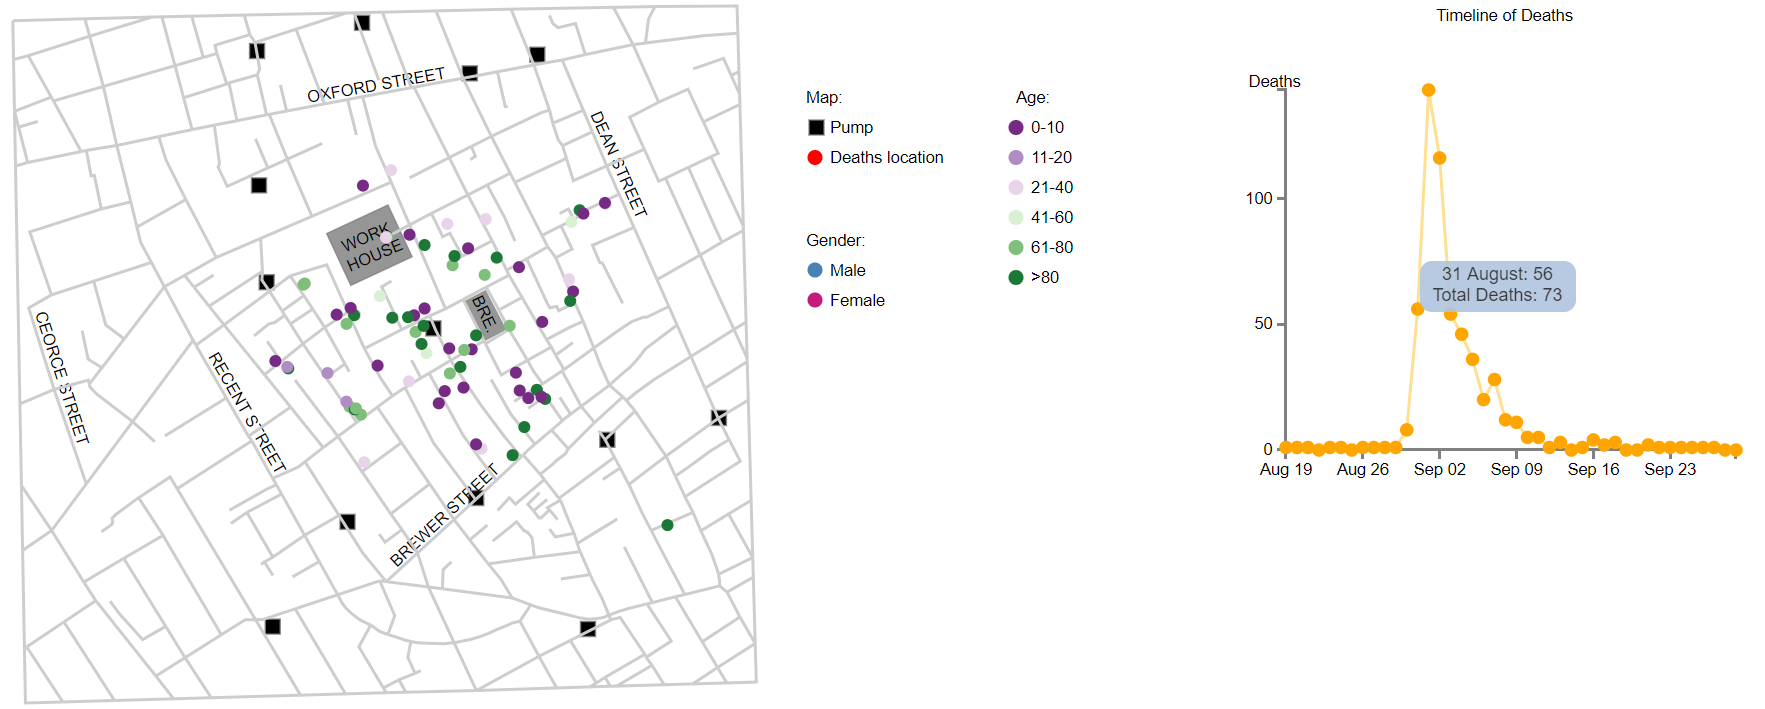 OXFORD STREET
DEAN STREET
WORK
HOUSE
BRE.
CEORCE STREET
RECENT STREET
BREWER STREET
Map:
Pump
Deaths location
Gender:
Male
Female
Age:
0-10
11-20
21-40
41-60
61-80
>80
Timeline of Deaths
Deaths
100
50
0
31 August: 56
Total Deaths: 73
Aug 19
Aug 26
Sep 02
Sep 09
Sep 16
Sep 23